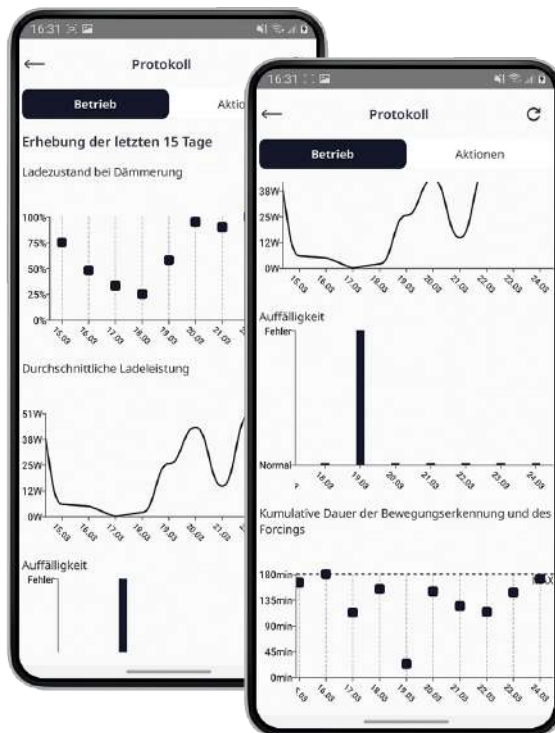 16:31
Protokoll
Betrieb
Aktio
Erhebung der letzten 15 Tage
Ladezustand bei Dämmerung
100%
75%
50%
25%
0%
15.03 16.03 17.03 18.03 19.03 20.03 21.03
Durchschnittliche Ladeleistung
51W
38W
25W
12W
0W
15.03 16.03 17.03 18.03 19.03 20.03 21.03
Auffälligkeit
Fehler
16:31
Protokoll
Betrieb
Aktionen
38W
25W
12W
0W
15.03 16.03 17.03 18.03 19.03 20.03 21.03 22.03 23.03 24.03
Auffälligkeit
Fehler
Normal
18.03 19.03 20.03 21.03 22.03 23.03 24.03
Kumulative Dauer der Bewegungserkennung und des
Forcings
180min
135min
90min
45min
0min
5.03 16.03 17.03 18.03 19.03 20.03 21.03 22.03 23.03 24.03